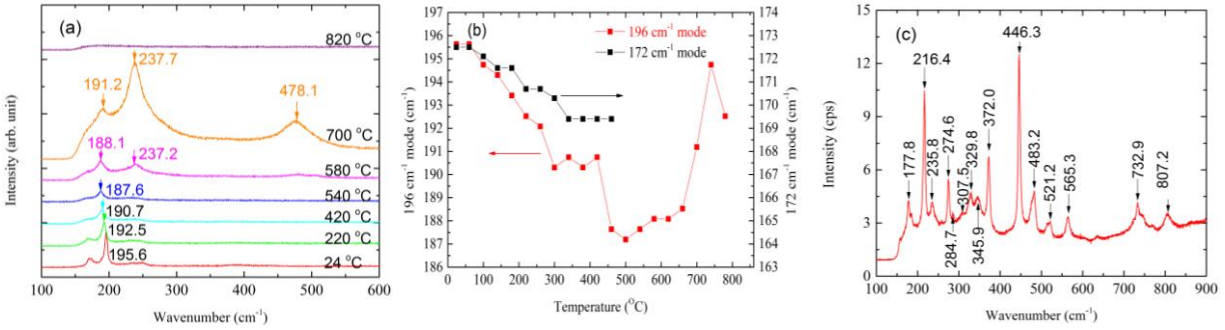 (a)
820 °C
237.7
191.2
478.1
700 °C
188.1
237.2
580 °C
187.6
540 °C
190.7
420 °C
192.5
220 °C
195.6
24 °C
Intensity (arb. unit)
100 200 300 400 500 600
Wavenumber (cm-1)
(b)
196 cm-1 mode
172 cm-1 mode
197
196
195
194
193
192
191
190
189
188
187
186
196 cm-1 mode (cm-1)
174
173
172
171
170
169
168
167
166
165
164
163
172 cm-1 mode (cm-1)
0 100 200 300 400 500 600 700 800
Temperature (°C)
(c)
446.3
216.4
372.0
177.8
235.8
274.6
284.7
307.5
329.8
345.9
483.2
521.2
565.3
732.9
807.2
15
12
9
6
3
0
Intensity (cps)
100 200 300 400 500 600 700 800 900
Wavenumber (cm-1)